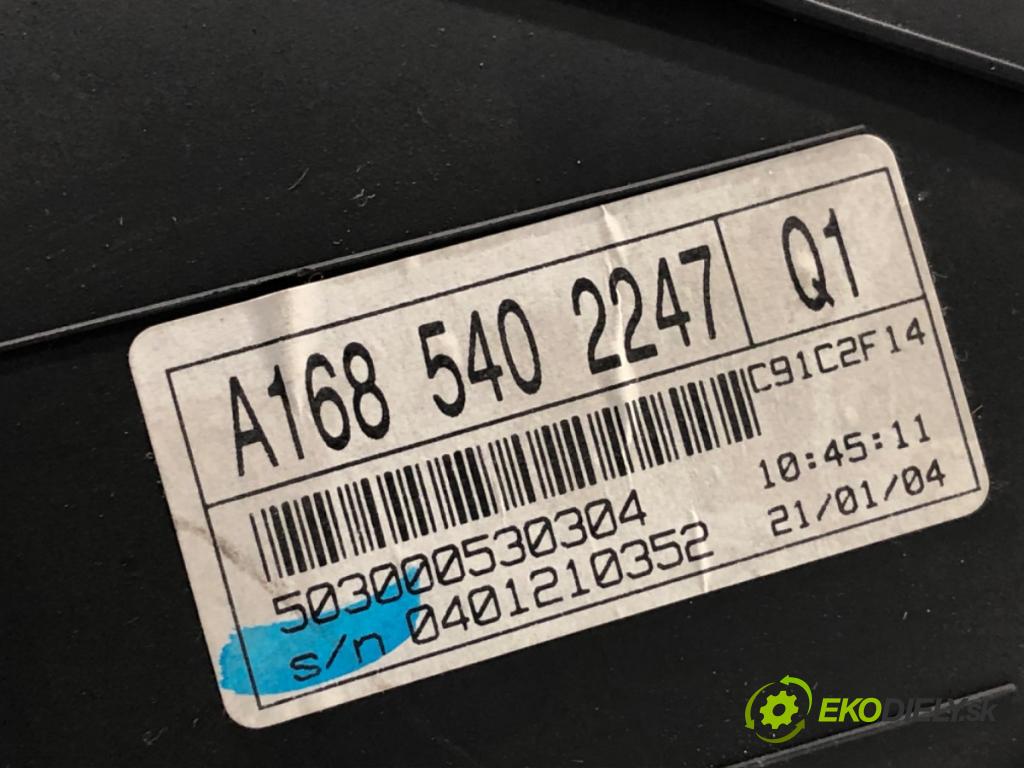 A168 540 2247 Q1
C91C2F14
503000530304
s/n 0401210352
10:45:11
21/01/04
EKODIELY.sk